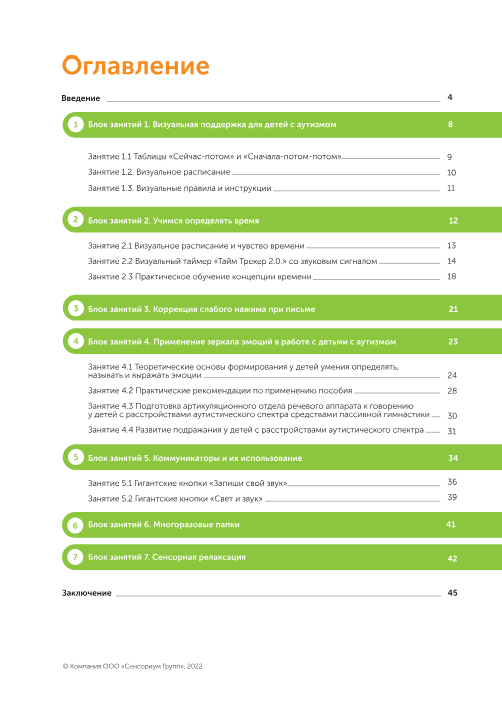 Оглавление
Введение 4
1 Блок занятий 1. Визуальная поддержка для детей с аутизмом 8
Занятие 1.1 Таблицы «Сейчас-потом» и «Сначала-потом-потом» 9
Занятие 1.2. Визуальное расписание 10
Занятие 1.3. Визуальные правила и инструкции 11
2 Блок занятий 2. Учимся определять время 12
Занятие 2.1 Визуальное расписание и чувство времени 13
Занятие 2.2 Визуальный таймер «Тайм Трекер 2.0.» со звуковым сигналом 14
Занятие 2.3 Практическое обучение концепции времени 18
3 Блок занятий 3. Коррекция слабого нажима при письме 21
4 Блок занятий 4. Применение зеркала эмоций в работе с детьми с аутизмом 23
Занятие 4.1 Теоретические основы формирования у детей умения определять,
называть и выражать эмоции 24
Занятие 4.2 Практические рекомендации по применению пособия 28
Занятие 4.3 Подготовка артикуляционного отдела речевого аппарата к говорению
у детей с расстройствами аутистического спектра средствами пассивной гимнастики 30
Занятие 4.4 Развитие подражания у детей с расстройствами аутистического спектра 31
5 Блок занятий 5. Коммуникаторы и их использование 34
Занятие 5.1 Гигантские кнопки «Запиши свой звук» 36
Занятие 5.2 Гигантские кнопки «Свет и звук» 39
6 Блок занятий 6. Многоразовые папки 41
7 Блок занятий 7. Сенсорная релаксация 42
Заключение 45
© Компания ООО «Сенсориум Групп», 2022